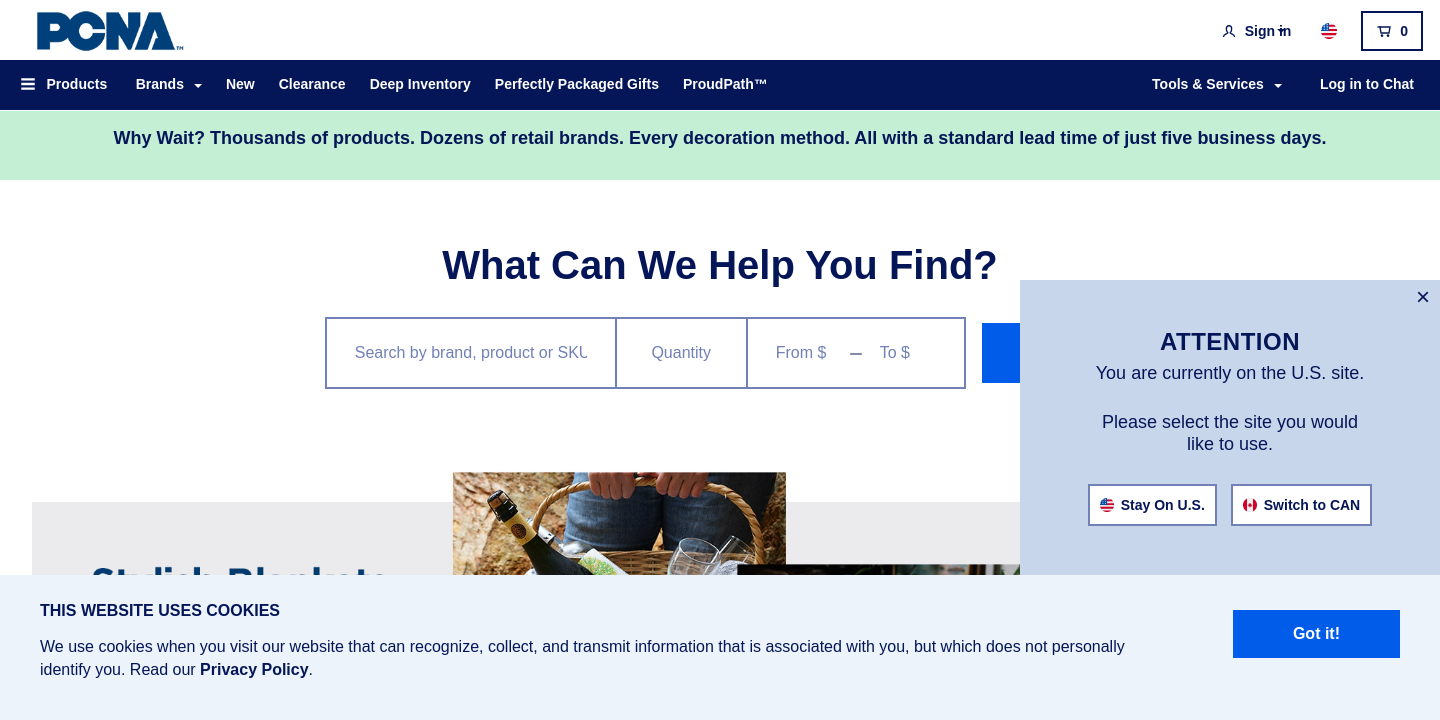 PCNA™
Sign in
0
Products
Brands
New
Clearance
Deep Inventory
Perfectly Packaged Gifts
ProudPath™
Tools & Services
Log in to Chat
Why Wait? Thousands of products. Dozens of retail brands. Every decoration method. All with a standard lead time of just five business days.
What Can We Help You Find?
Search by brand, product or SKU
Quantity
From $
To $
×
ATTENTION
You are currently on the U.S. site.
Please select the site you would
like to use.
Stay On U.S.
Switch to CAN
Stylish Blankets
THIS WEBSITE USES COOKIES
We use cookies when you visit our website that can recognize, collect, and transmit information that is associated with you, but which does not personally
identify you. Read our Privacy Policy.
Got it!